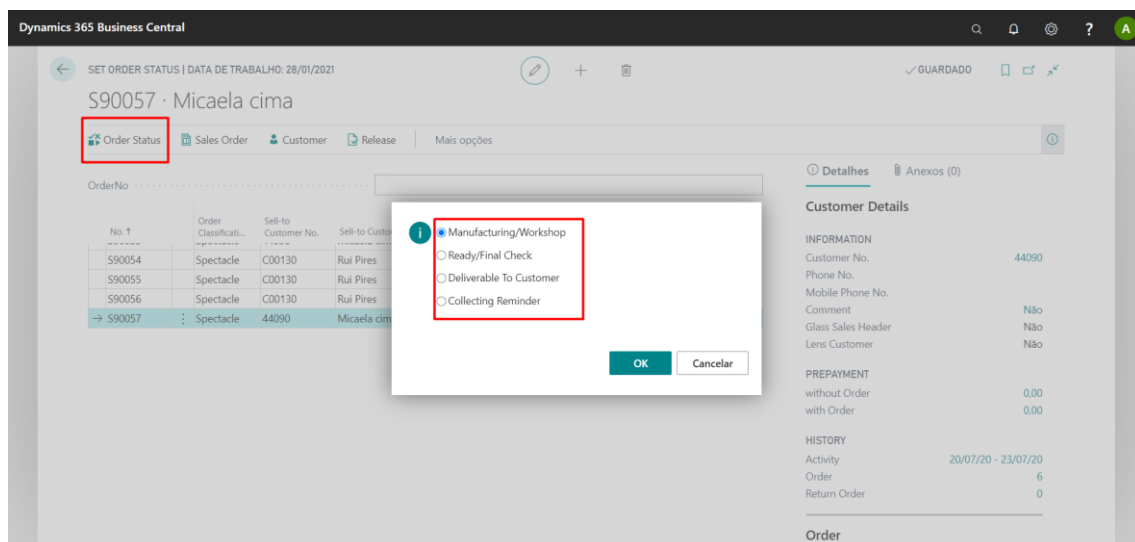 Dynamics 365 Business Central
?
A
SET ORDER STATUS | DATA DE TRABALHO: 28/01/2021
GUARDADO
S90057 · Micaela cima
Order Status
Sales Order
Customer
Release
Mais opções
OrderNo
No. ↑
Order Classificati...
Sell-to Customer No.
Sell-to Custo
S90054 Spectacle C00130 Rui Pires
S90055 Spectacle C00130 Rui Pires
S90056 Spectacle C00130 Rui Pires
→ S90057 Spectacle 44090 Micaela cim
i
Manufacturing/Workshop
Ready/Final Check
Deliverable To Customer
Collecting Reminder
OK
Cancelar
Detalhes
Anexos (0)
Customer Details
INFORMATION
Customer No. 44090
Phone No.
Mobile Phone No.
Comment Não
Glass Sales Header Não
Lens Customer Não
PREPAYMENT
without Order 0,00
with Order 0,00
HISTORY
Activity 20/07/20 - 23/07/20
Order 6
Return Order 0
Order